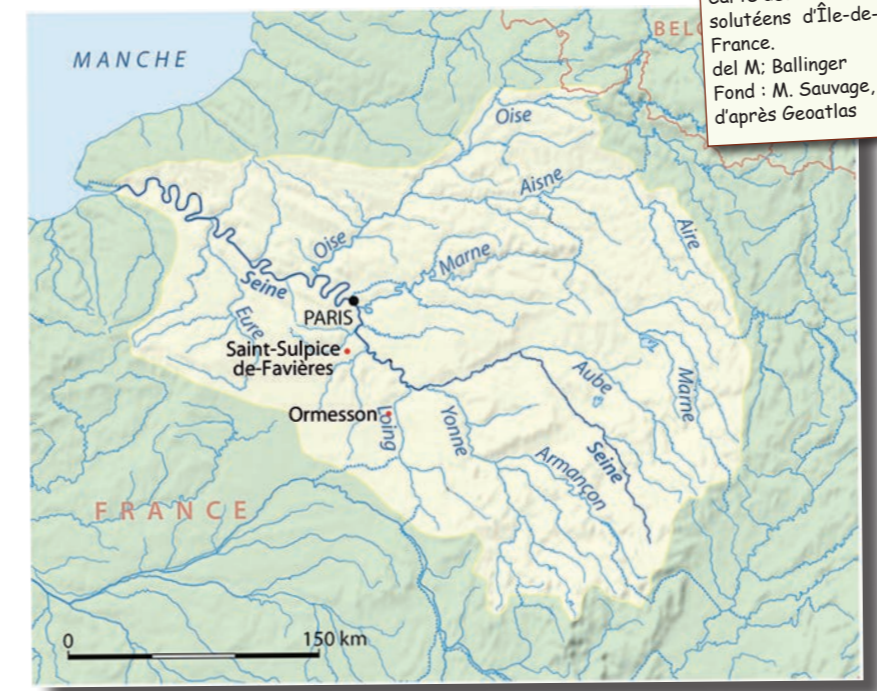 solutéens d'Île-de-
France.
del M; Ballinger
Fond : M. Sauvage,
d'après Geoatlas
MANCHE
Oise
Aisne
Aire
Oise
Marne
Seine
PARIS
Eure
Saint-Sulpice
de-Favières
Aube
Marne
Ormesson
Loing
Yonne
Seine
Armançon
FRANCE
0
150 km